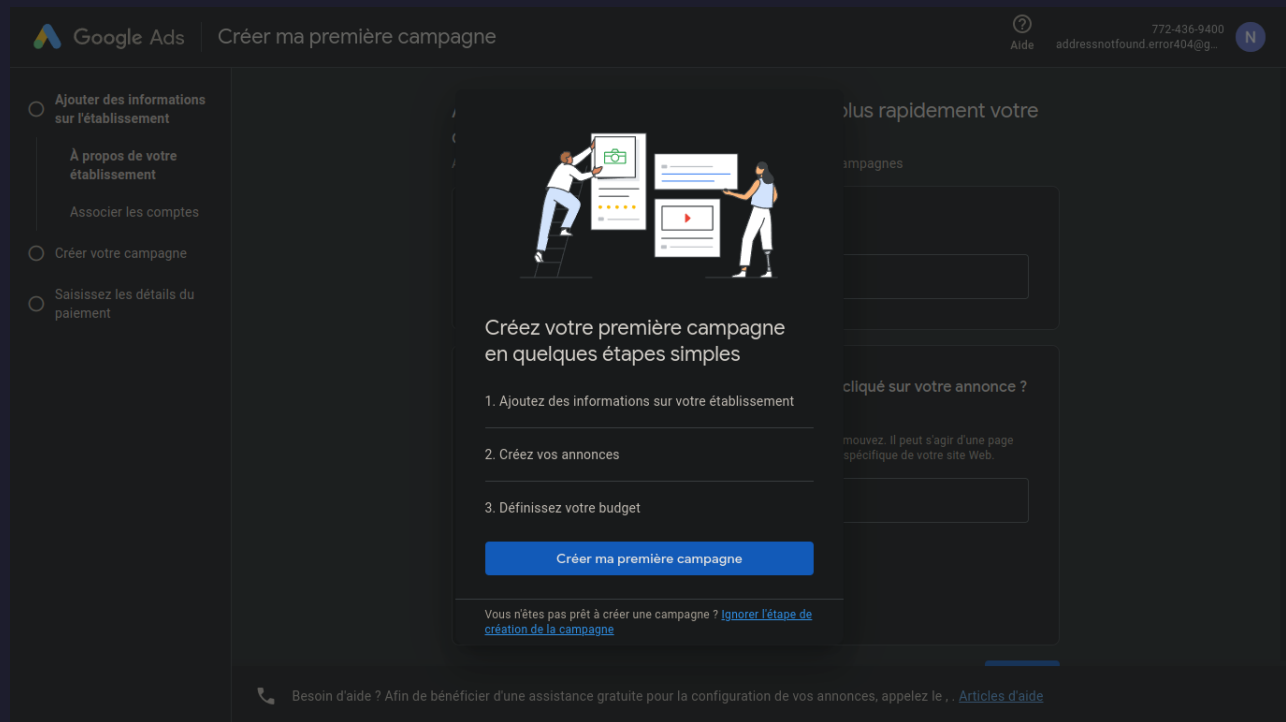 Google Ads
Créer ma première campagne
Aide
772-436-9400
addressnotfound.error404@g...
N
Ajouter des informations
sur l'établissement
À propos de votre
établissement
Associer les comptes
Créer votre campagne
Saisissez les détails du
paiement
plus rapidement votre
ampagnes
cliqué sur votre annonce ?
mouvez. Il peut s'agir d'une page
spécifique de votre site Web.
Créez votre première campagne
en quelques étapes simples
1. Ajoutez des informations sur votre établissement
2. Créez vos annonces
3. Définissez votre budget
Créer ma première campagne
Vous n'êtes pas prêt à créer une campagne ? Ignorer l'étape de
création de la campagne
Besoin d'aide ? Afin de bénéficier d'une assistance gratuite pour la configuration de vos annonces, appelez le , . Articles d'aide